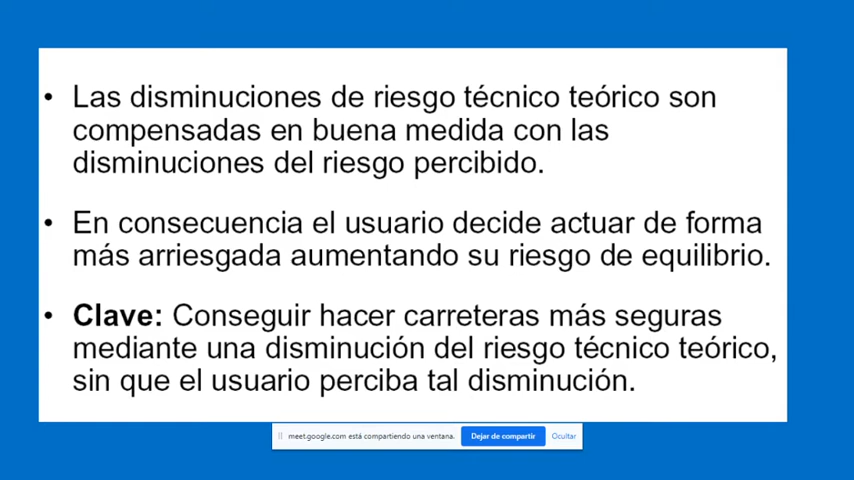 • Las disminuciones de riesgo técnico teórico son
compensadas en buena medida con las
disminuciones del riesgo percibido.
• En consecuencia el usuario decide actuar de forma
más arriesgada aumentando su riesgo de equilibrio.
• Clave: Conseguir hacer carreteras más seguras
mediante una disminución del riesgo técnico teórico,
sin que el usuario perciba tal disminución.
meet.google.com está compartiendo una ventana. Dejar de compartir Ocultar